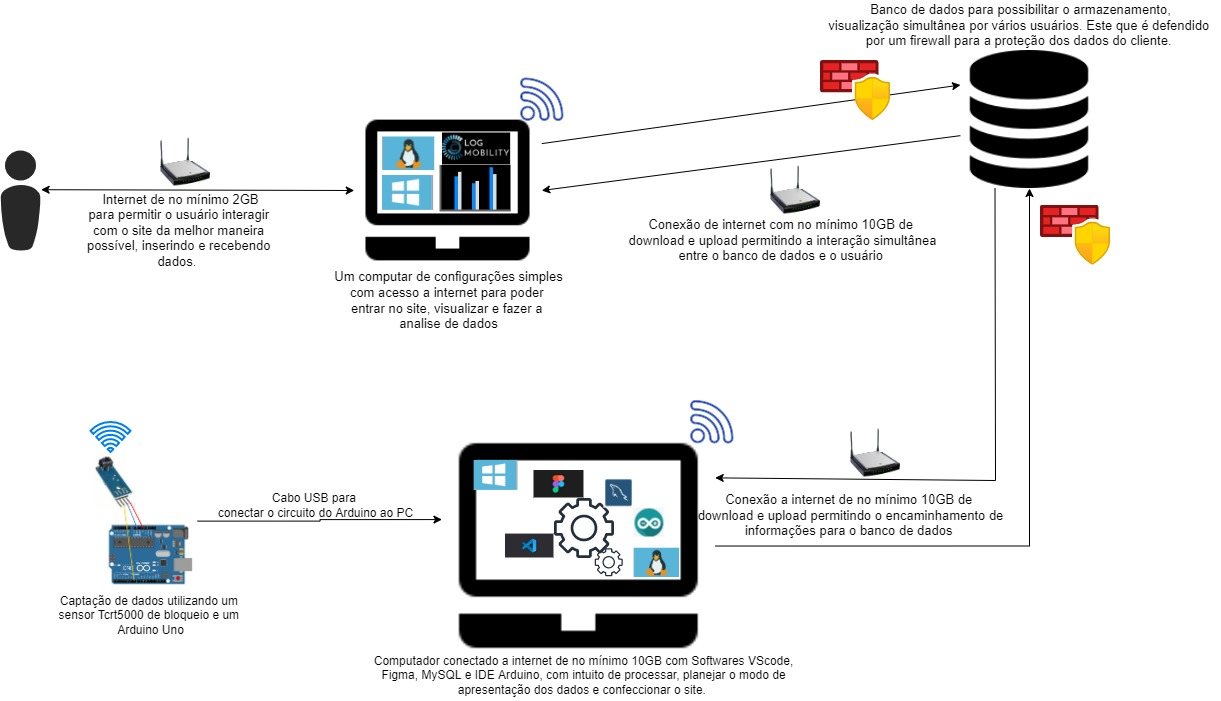 Banco de dados para possibilitar o armazenamento,
visualização simultânea por vários usuários. Este que é defendido
por um firewall para a proteção dos dados do cliente.
LOG
MOBILITY
Internet de no mínimo 2GB
para permitir o usuário interagir
com o site da melhor maneira
possível, inserindo e recebendo
dados.
Conexão de internet com no mínimo 10GB de
download e upload permitindo a interação simultânea
entre o banco de dados e o usuário
Um computar de configurações simples
com acesso a internet para poder
entrar no site, visualizar e fazer a
analise de dados
Cabo USB para
conectar o circuito do Arduino ao PC
Conexão a internet de no mínimo 10GB de
download e upload permitindo o encaminhamento de
informações para o banco de dados
Captação de dados utilizando um
sensor Tcrt5000 de bloqueio e um
Arduino Uno
Computador conectado a internet de no mínimo 10GB com Softwares VScode,
Figma, MySQL e IDE Arduino, com intuito de processar, planejar o modo de
apresentação dos dados e confeccionar o site.